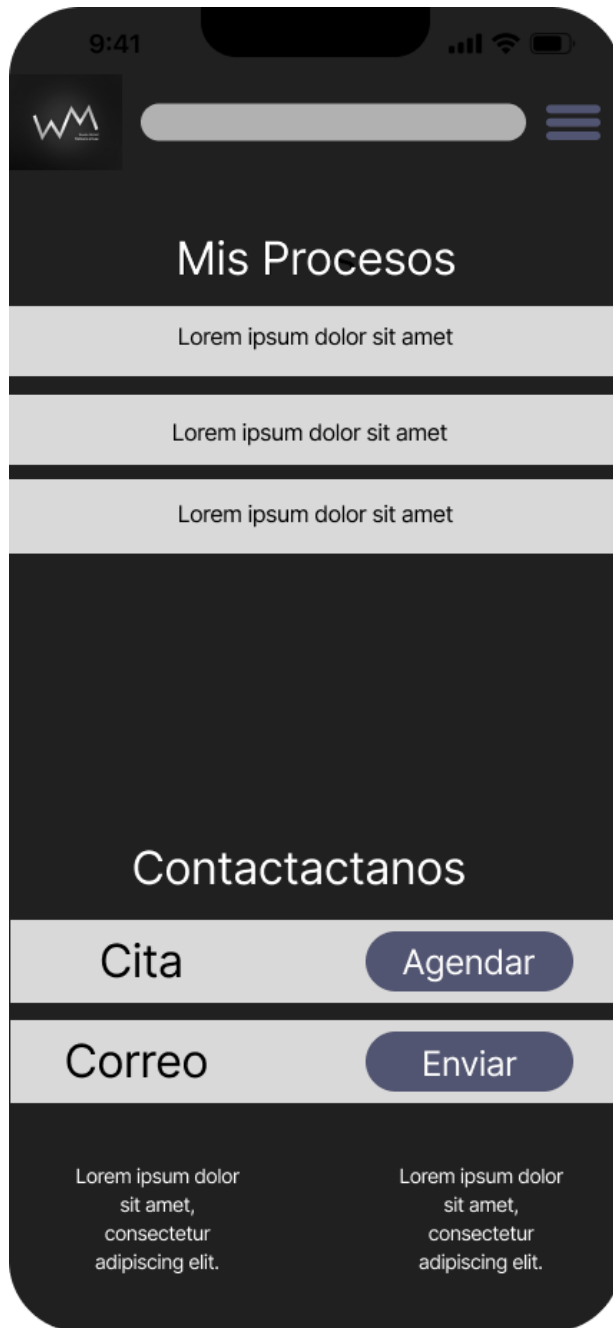 9:41
WM
Mis Procesos
Lorem ipsum dolor sit amet
Lorem ipsum dolor sit amet
Lorem ipsum dolor sit amet
Contactactanos
Cita
Agendar
Correo
Enviar
Lorem ipsum dolor
sit amet,
consectetur
adipiscing elit.
Lorem ipsum dolor
sit amet,
consectetur
adipiscing elit.